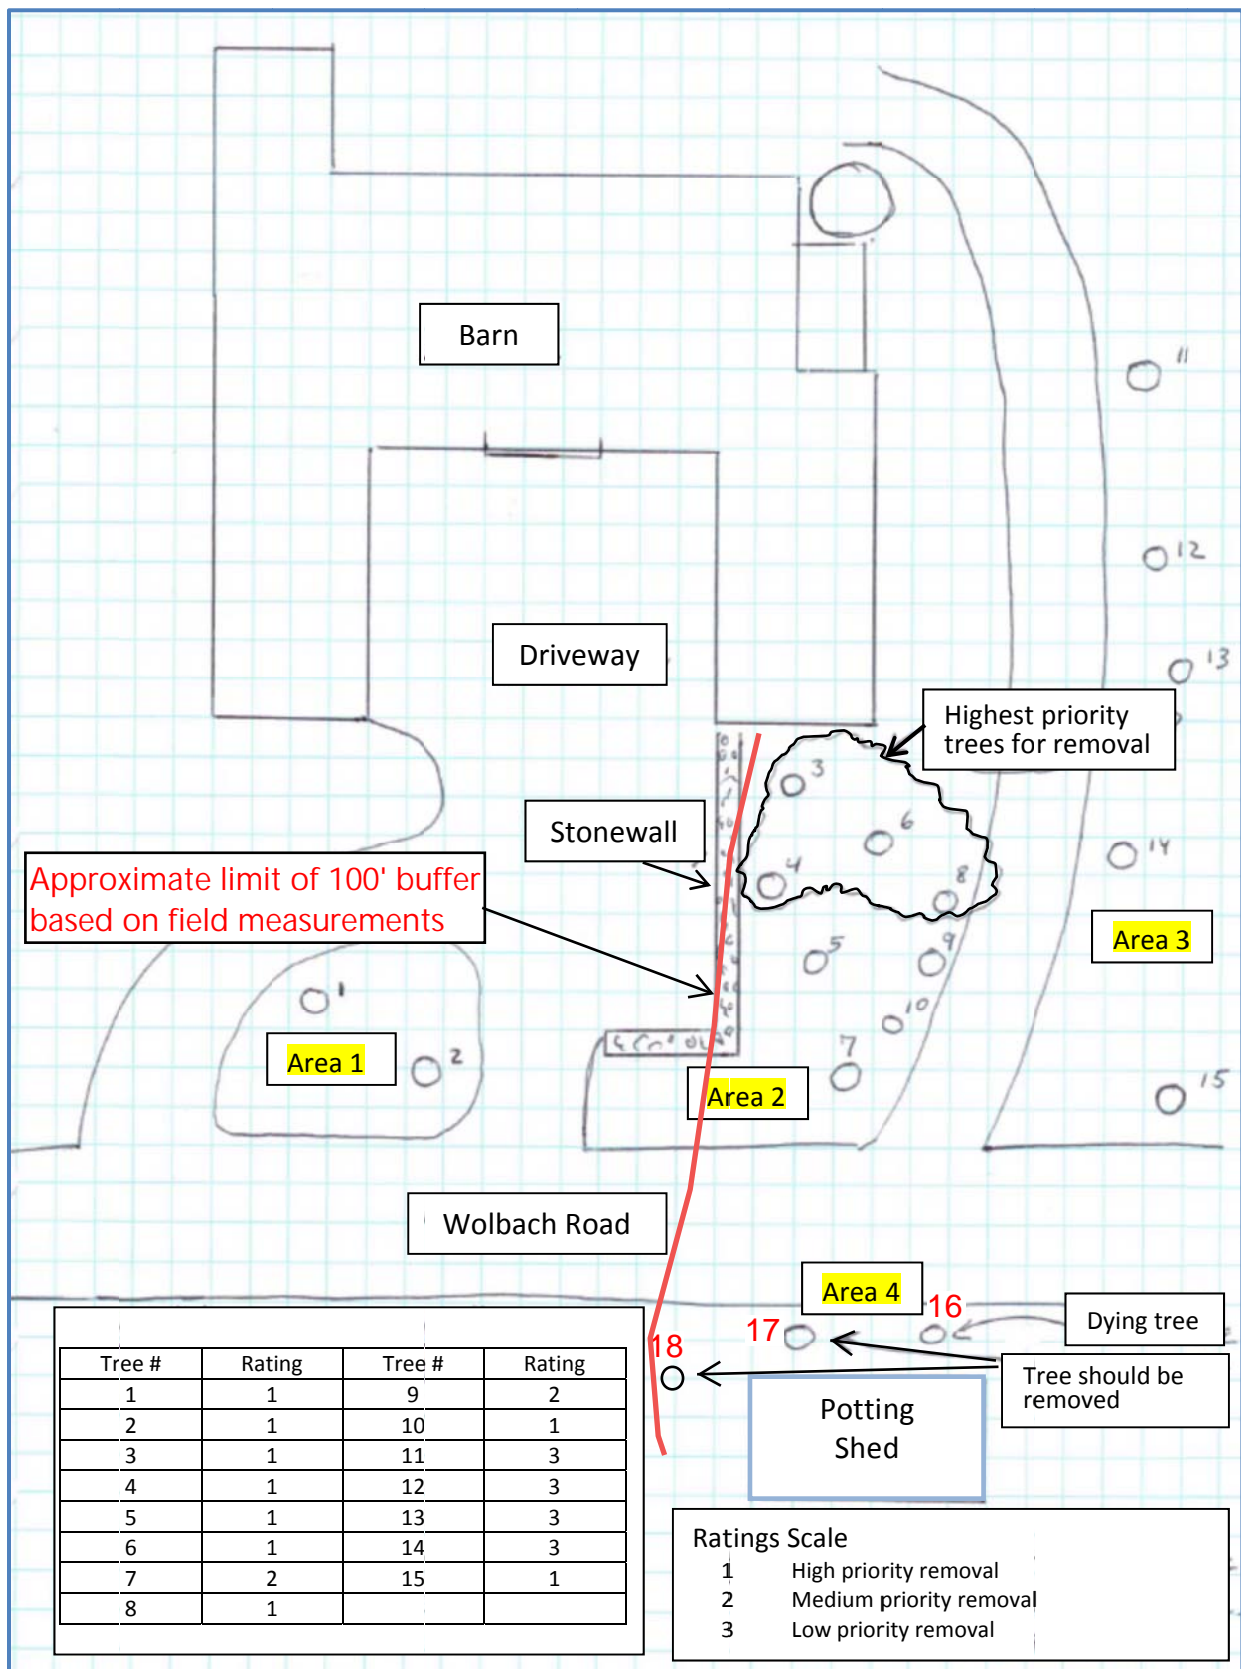 Barn
11
12
Driveway
13
Highest priority
trees for removal
3
Stonewall
6
4
14
8
Approximate limit of 100' buffer
based on field measurements
5
9
Area 3
1
10
Area 1
2
7
Area 2
15
Wolbach Road
Area 4
16
17
Dying tree
18
Tree should be
removed
Potting
Shed
Tree # Rating Tree # Rating
1 1 9 2
2 1 10 1
3 1 11 3
4 1 12 3
5 1 13 3
6 1 14 3
7 2 15 1
8 1
Ratings Scale
1 High priority removal
2 Medium priority removal
3 Low priority removal